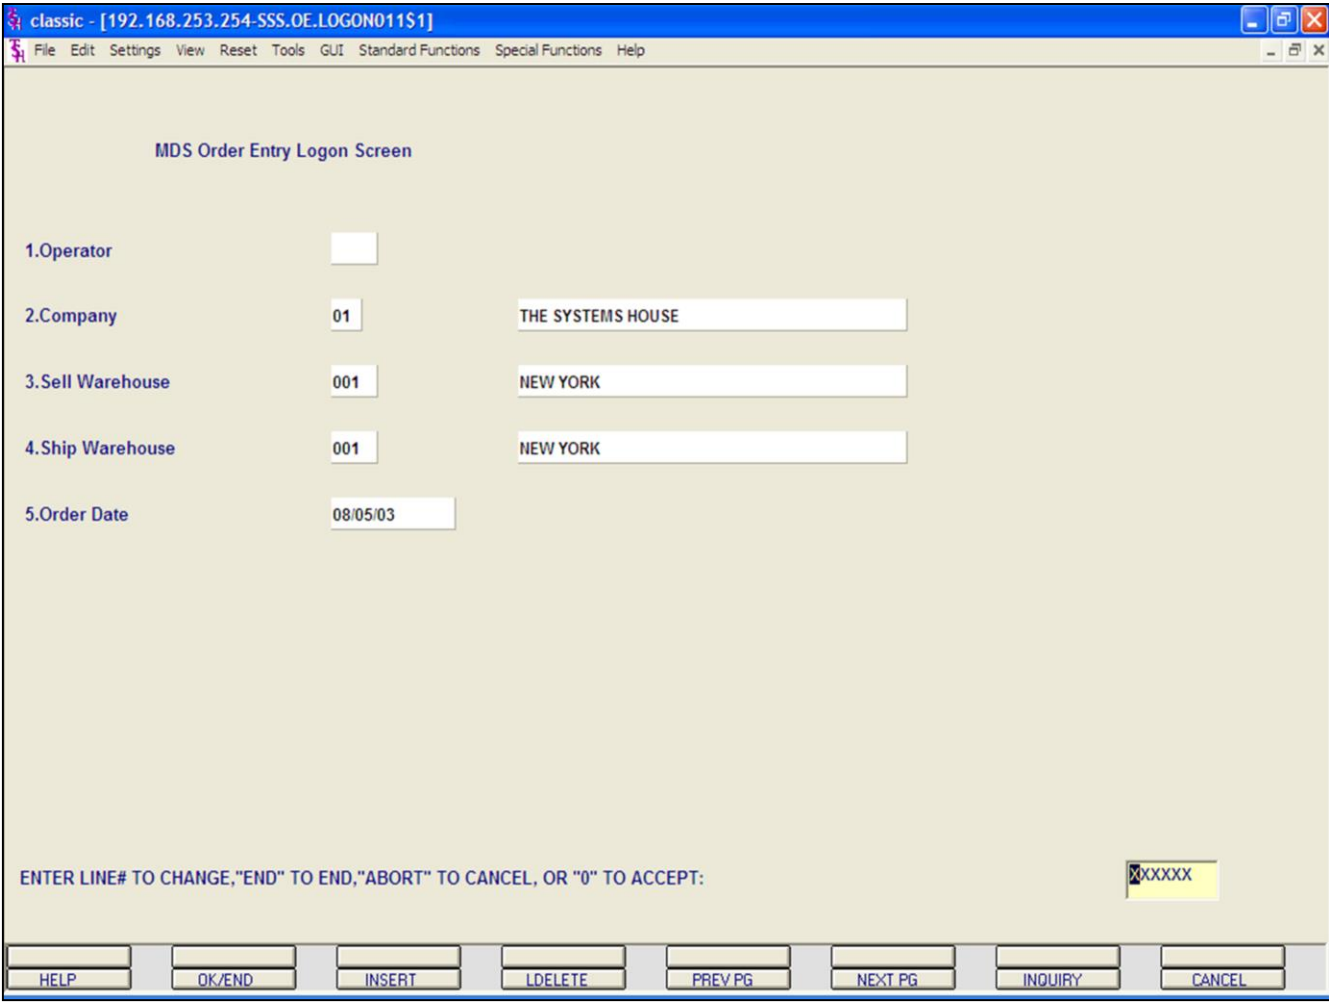 classic - [192.168.253.254-SSS.OE.LOGON011$1]
File Edit Settings View Reset Tools GUI Standard Functions Special Functions Help
MDS Order Entry Logon Screen
1.Operator
2.Company 01 THE SYSTEMS HOUSE
3.Sell Warehouse 001 NEW YORK
4.Ship Warehouse 001 NEW YORK
5.Order Date 08/05/03
ENTER LINE# TO CHANGE,"END" TO END,"ABORT" TO CANCEL, OR "0" TO ACCEPT: XXXXXX
HELP OK/END INSERT LDELETE PREV PG NEXT PG INQUIRY CANCEL